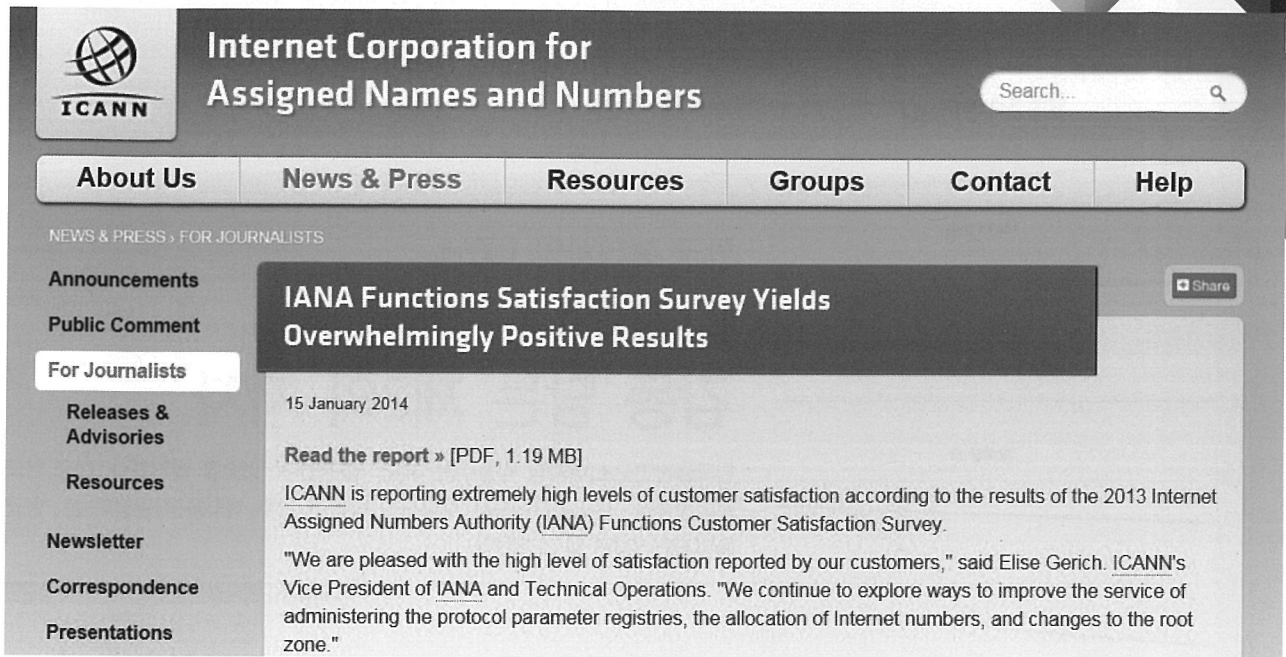 Internet Corporation for
Assigned Names and Numbers
ICANN
Search...
About Us
News & Press
Resources
Groups
Contact
Help
NEWS & PRESS › FOR JOURNALISTS
Announcements
Public Comment
For Journalists
Releases &
Advisories
Resources
Newsletter
Correspondence
Presentations
IANA Functions Satisfaction Survey Yields
Overwhelmingly Positive Results
Share
15 January 2014
Read the report » [PDF, 1.19 MB]
ICANN is reporting extremely high levels of customer satisfaction according to the results of the 2013 Internet
Assigned Numbers Authority (IANA) Functions Customer Satisfaction Survey.
"We are pleased with the high level of satisfaction reported by our customers," said Elise Gerich. ICANN's
Vice President of IANA and Technical Operations. "We continue to explore ways to improve the service of
administering the protocol parameter registries, the allocation of Internet numbers, and changes to the root
zone."